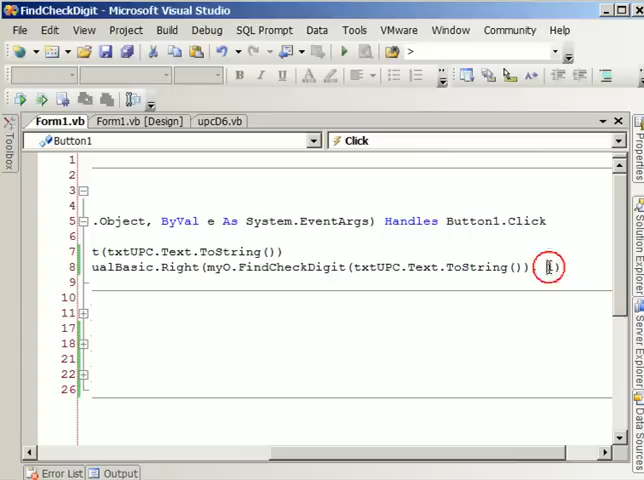 FindCheckDigit - Microsoft Visual Studio
File Edit View Project Build Debug SQL Prompt Data Tools VMware Window Community Help
>
B I U A
Form1.vb Form1.vb [Design] upcD6.vb
Button1 Click
1
2
3
4
5 .Object, ByVal e As System.EventArgs) Handles Button1.Click
6
7 t(txtUPC.Text.ToString())
8 ualBasic.Right(myO.FindCheckDigit(txtUPC.Text.ToString()), 1)
9
10
11
17
18
21
22
26
Toolbox
Properties
Solution Explorer
Server Explorer
Data Sources
Error List Output